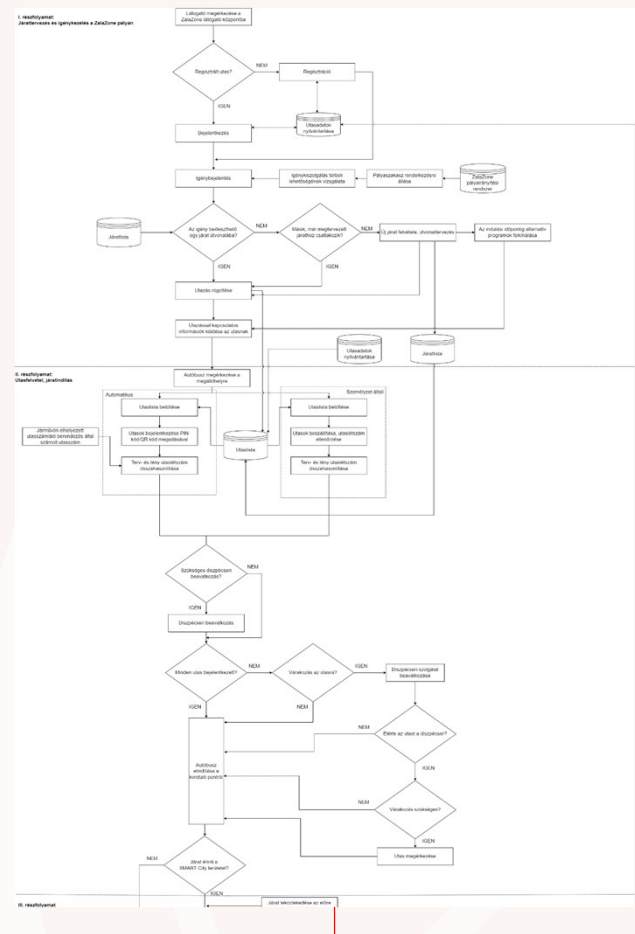 I. részfolyamat:
Járattervezés és igénykezelés a ZalaZone pályán
Látogató megérkezése a
ZalaZone látogató központba
Regisztrált utas?
NEM
Regisztráció
IGEN
Bejelentkezés
Utasadatok
nyilvántartása
Igénybejelentés
Igénykiszolgálás térbeli
lehetőségének vizsgálata
Pályaszakasz rendelkezésre
állása
ZalaZone
pályairányítási
rendszer
Járatlista
Az igény beilleszthető
egy járat útvonalába?
NEM
Másik, már megtervezett
járathoz csatlakozik?
NEM
Új járat felvétele, útvonaltervezés
Az indulási időpontig alternatív
programok felkínálása
IGEN
IGEN
Utazás rögzítése
Utazással kapcsolatos
információk küldése az utasnak
Utasadatok
nyilvántartása
Járatlista
II. részfolyamat:
Utasfelvétel, járatindítás
Autóbusz megérkezése a
megállóhelyre
Automatikus
Személyzet által
Utaslista betöltése
Utaslista betöltése
Járművön elhelyezett
utasszámláló berendezés által
számolt utasszám
Utasok bejelentkezése PIN-
kód/QR kód megadásával
Utaslista
Utasok beszállítása, utaslétszám
ellenőrzése
Terv- és tény utaslétszám
összehasonlítása
Terv- és tény utaslétszám
összehasonlítása
Szükséges diszpécseri
beavatkozás?
NEM
IGEN
Diszpécseri beavatkozás
Minden utas bejelentkezett?
NEM
Várakozás az utasra?
IGEN
Diszpécseri szolgálat
beavatkozása
IGEN
NEM
NEM
Elérte az utast a diszpécser?
Autóbusz
elindítása a
kiinduló pontról
IGEN
NEM
Várakozás szükséges?
IGEN
Utas megérkezése
NEM
Járat érinti a
SMART City területet?
IGEN
III. részfolyamat
Járat leközlekedése az előre